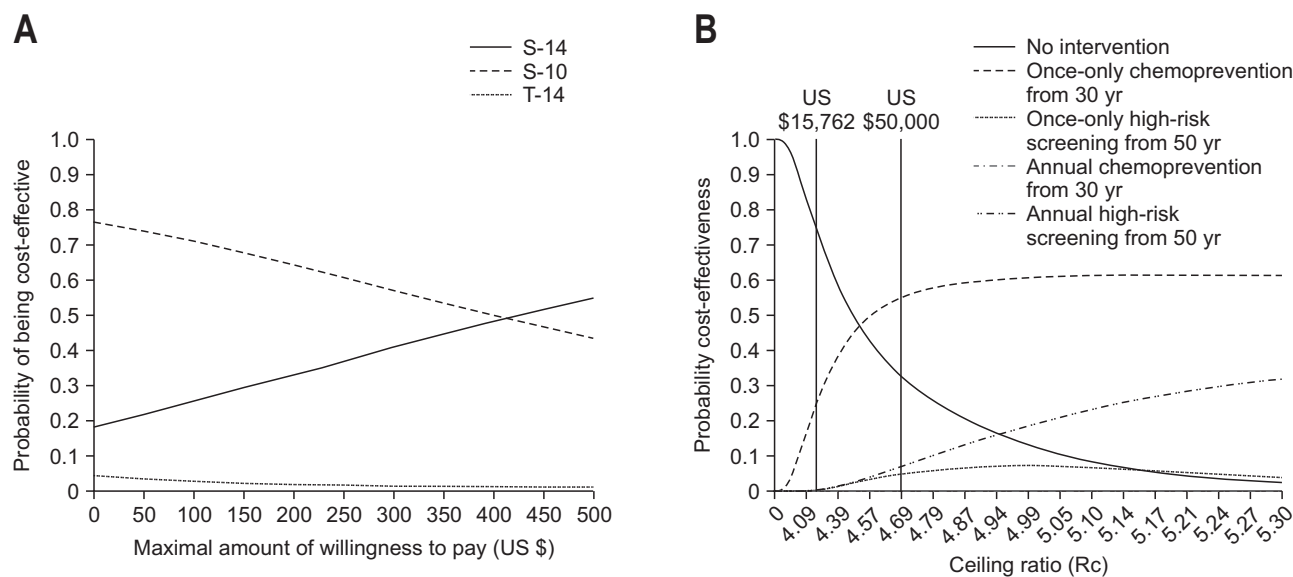 A
S-14
S-10
T-14
Probability of being cost-effective
1.0
0.9
0.8
0.7
0.6
0.5
0.4
0.3
0.2
0.1
0
0 50 100 150 200 250 300 350 400 450 500
Maximal amount of willingness to pay (US $)
B
No intervention
Once-only chemoprevention
from 30 yr
Once-only high-risk
screening from 50 yr
Annual chemoprevention
from 30 yr
Annual high-risk
screening from 50 yr
US
$15,762
US
$50,000
Probability cost-effectiveness
1.0
0.9
0.8
0.7
0.6
0.5
0.4
0.3
0.2
0.1
0
0 4.09 4.39 4.57 4.69 4.79 4.87 4.94 4.99 5.05 5.10 5.14 5.17 5.21 5.24 5.27 5.30
Ceiling ratio (Rc)